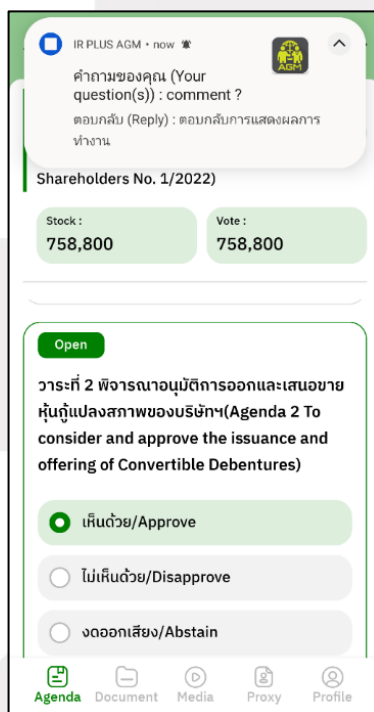 IR PLUS AGM • now
AGM
คำถามของคุณ (Your
question(s)) : comment ?
ตอบกลับ (Reply) : ตอบกลับการแสดงผลการ
ทำงาน
Shareholders No. 1/2022)
Stock :
758,800
Vote :
758,800
Open
วาระที่ 2 พิจารณาอนุมัติการออกและเสนอขาย
หุ้นกู้แปลงสภาพของบริษัทฯ(Agenda 2 To
consider and approve the issuance and
offering of Convertible Debentures)
เห็นด้วย/Approve
ไม่เห็นด้วย/Disapprove
งดออกเสียง/Abstain
Agenda
Document
Media
Proxy
Profile